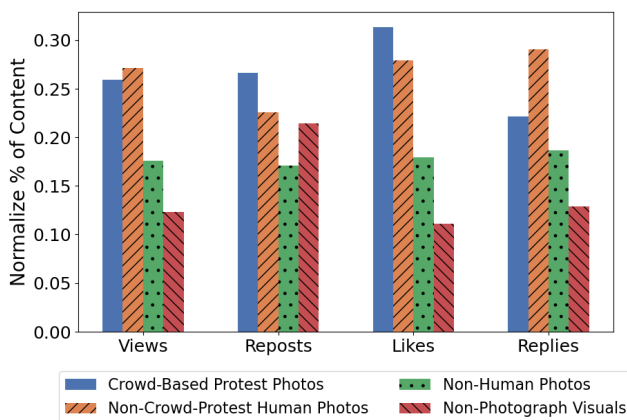 Normalize % of Content
0.30
0.25
0.20
0.15
0.10
0.05
0.00
Views Reposts Likes Replies
Crowd-Based Protest Photos Non-Human Photos
Non-Crowd-Protest Human Photos Non-Photograph Visuals